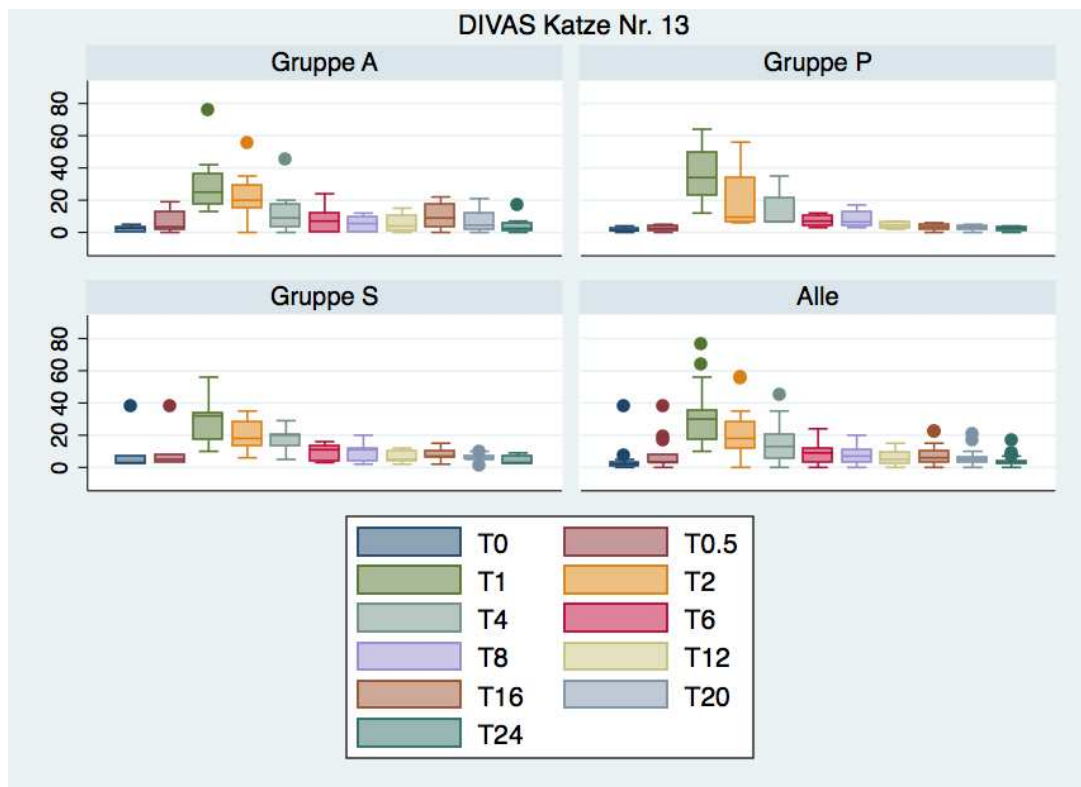 DIVAS Katze Nr. 13
Gruppe A
Gruppe P
80
60
40
20
0
Gruppe S
Alle
80
60
40
20
0
T0 T0.5
T1 T2
T4 T6
T8 T12
T16 T20
T24